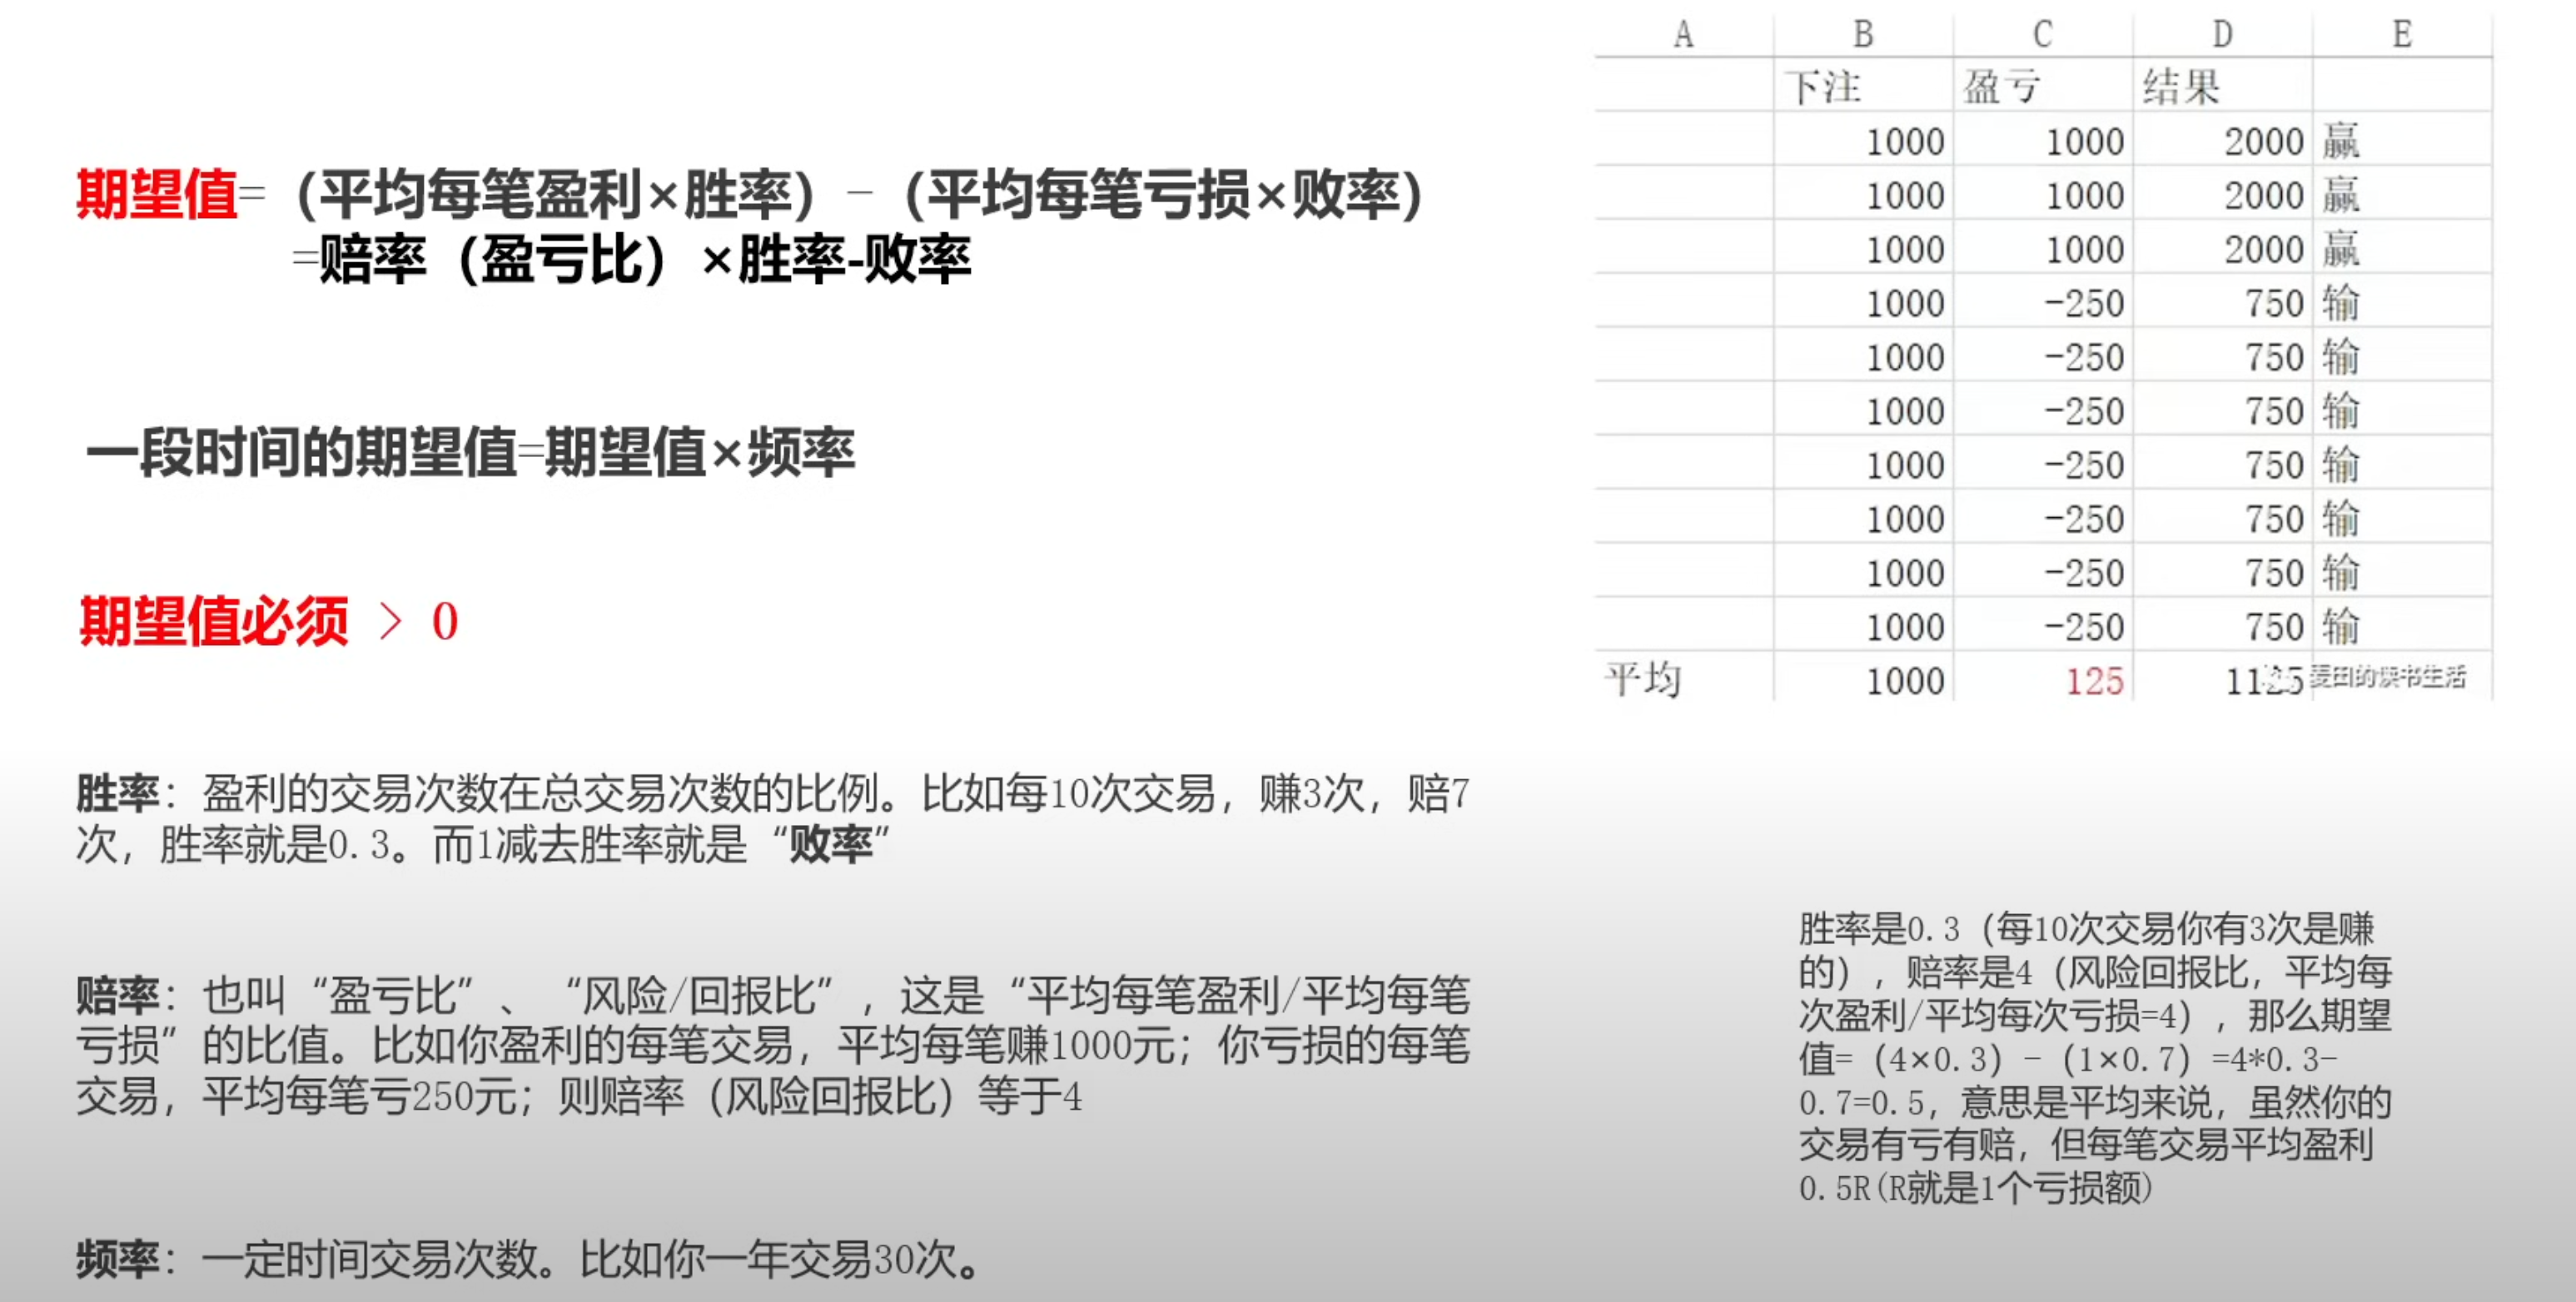 期望值=（平均每笔盈利×胜率）-（平均每笔亏损×败率）
=赔率（盈亏比）×胜率-败率
一段时间的期望值=期望值×频率
期望值必须 > 0
胜率：盈利的交易次数在总交易次数的比例。比如每10次交易，赚3次，赔7
次，胜率就是0.3。而1减去胜率就是“败率”
赔率：也叫“盈亏比”、“风险/回报比”，这是“平均每笔盈利/平均每笔
亏损”的比值。比如你盈利的每笔交易，平均每笔赚1000元；你亏损的每笔
交易，平均每笔亏250元；则赔率（风险回报比）等于4
频率：一定时间交易次数。比如你一年交易30次。
A B C D E
下注 盈亏 结果
1000 1000 2000 赢
1000 1000 2000 赢
1000 1000 2000 赢
1000 -250 750 输
1000 -250 750 输
1000 -250 750 输
1000 -250 750 输
1000 -250 750 输
1000 -250 750 输
1000 -250 750 输
平均 1000 125 1125 麦田的读书生活
胜率是0.3（每10次交易你有3次是赚
的），赔率是4（风险回报比，平均每
次盈利/平均每次亏损=4），那么期望
值=（4×0.3）-（1×0.7）=4*0.3-
0.7=0.5，意思是平均来说，虽然你的
交易有亏有赔，但每笔交易平均盈利
0.5R(R就是1个亏损额)